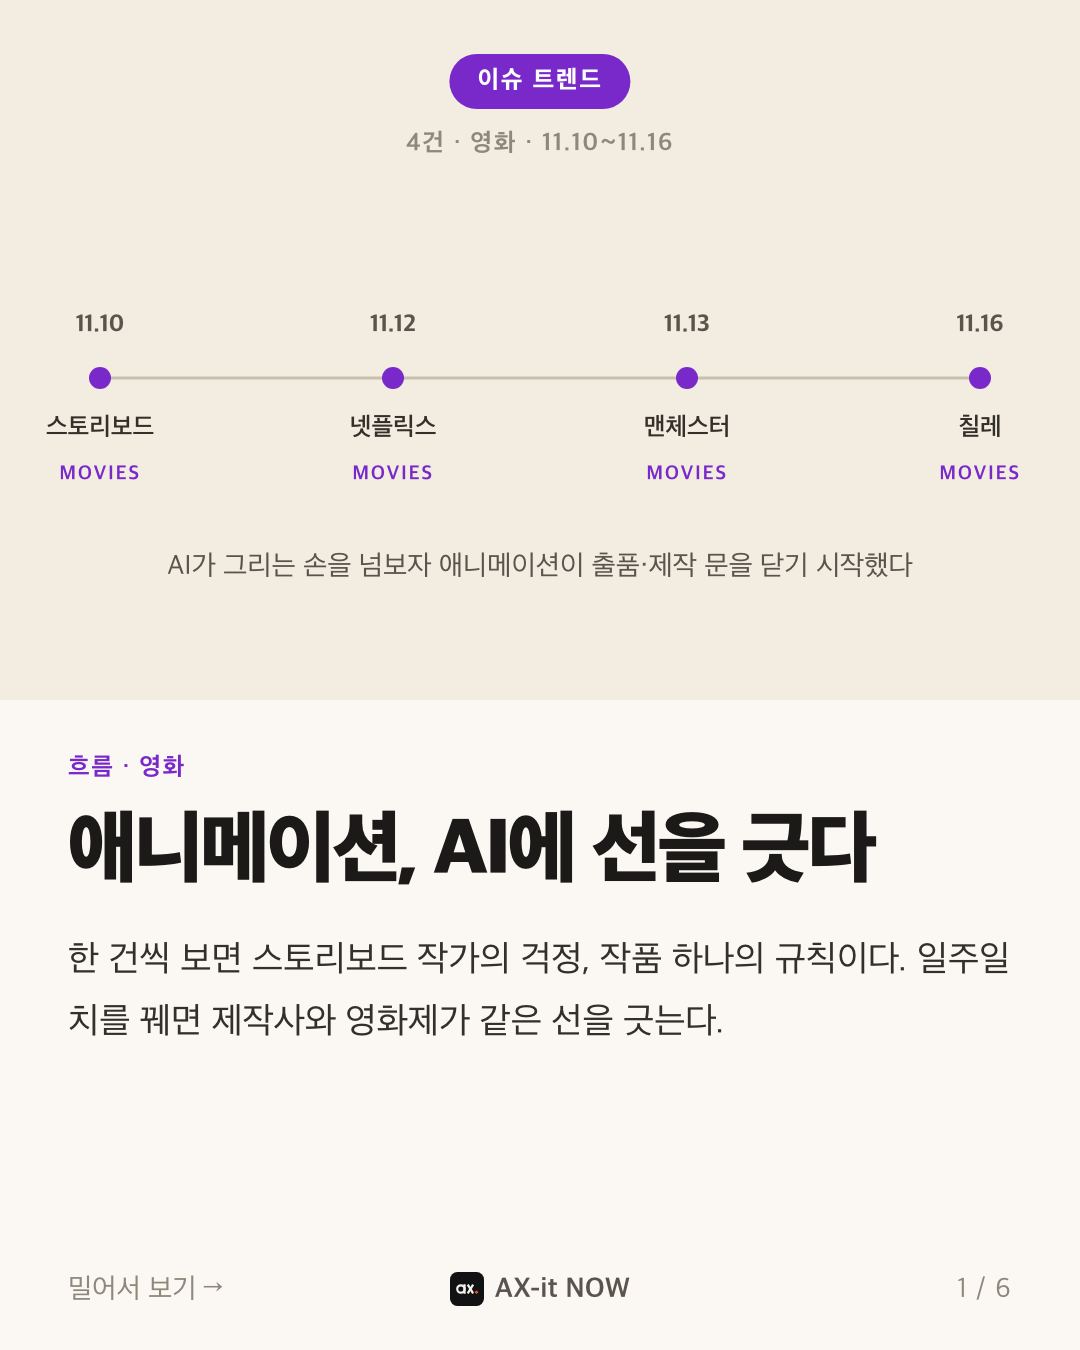 이슈 트렌드
4건 · 영화 · 11.10~11.16
11.10 11.12 11.13 11.16
스토리보드 넷플릭스 맨체스터 칠레
MOVIES MOVIES MOVIES MOVIES
AI가 그리는 손을 넘보자 애니메이션이 출품·제작 문을 닫기 시작했다
흐름 · 영화
애니메이션, AI에 선을 긋다
한 건씩 보면 스토리보드 작가의 걱정, 작품 하나의 규칙이다. 일주일
치를 꿰면 제작사와 영화제가 같은 선을 긋는다.
밀어서 보기 → ax. AX-it NOW 1 / 6